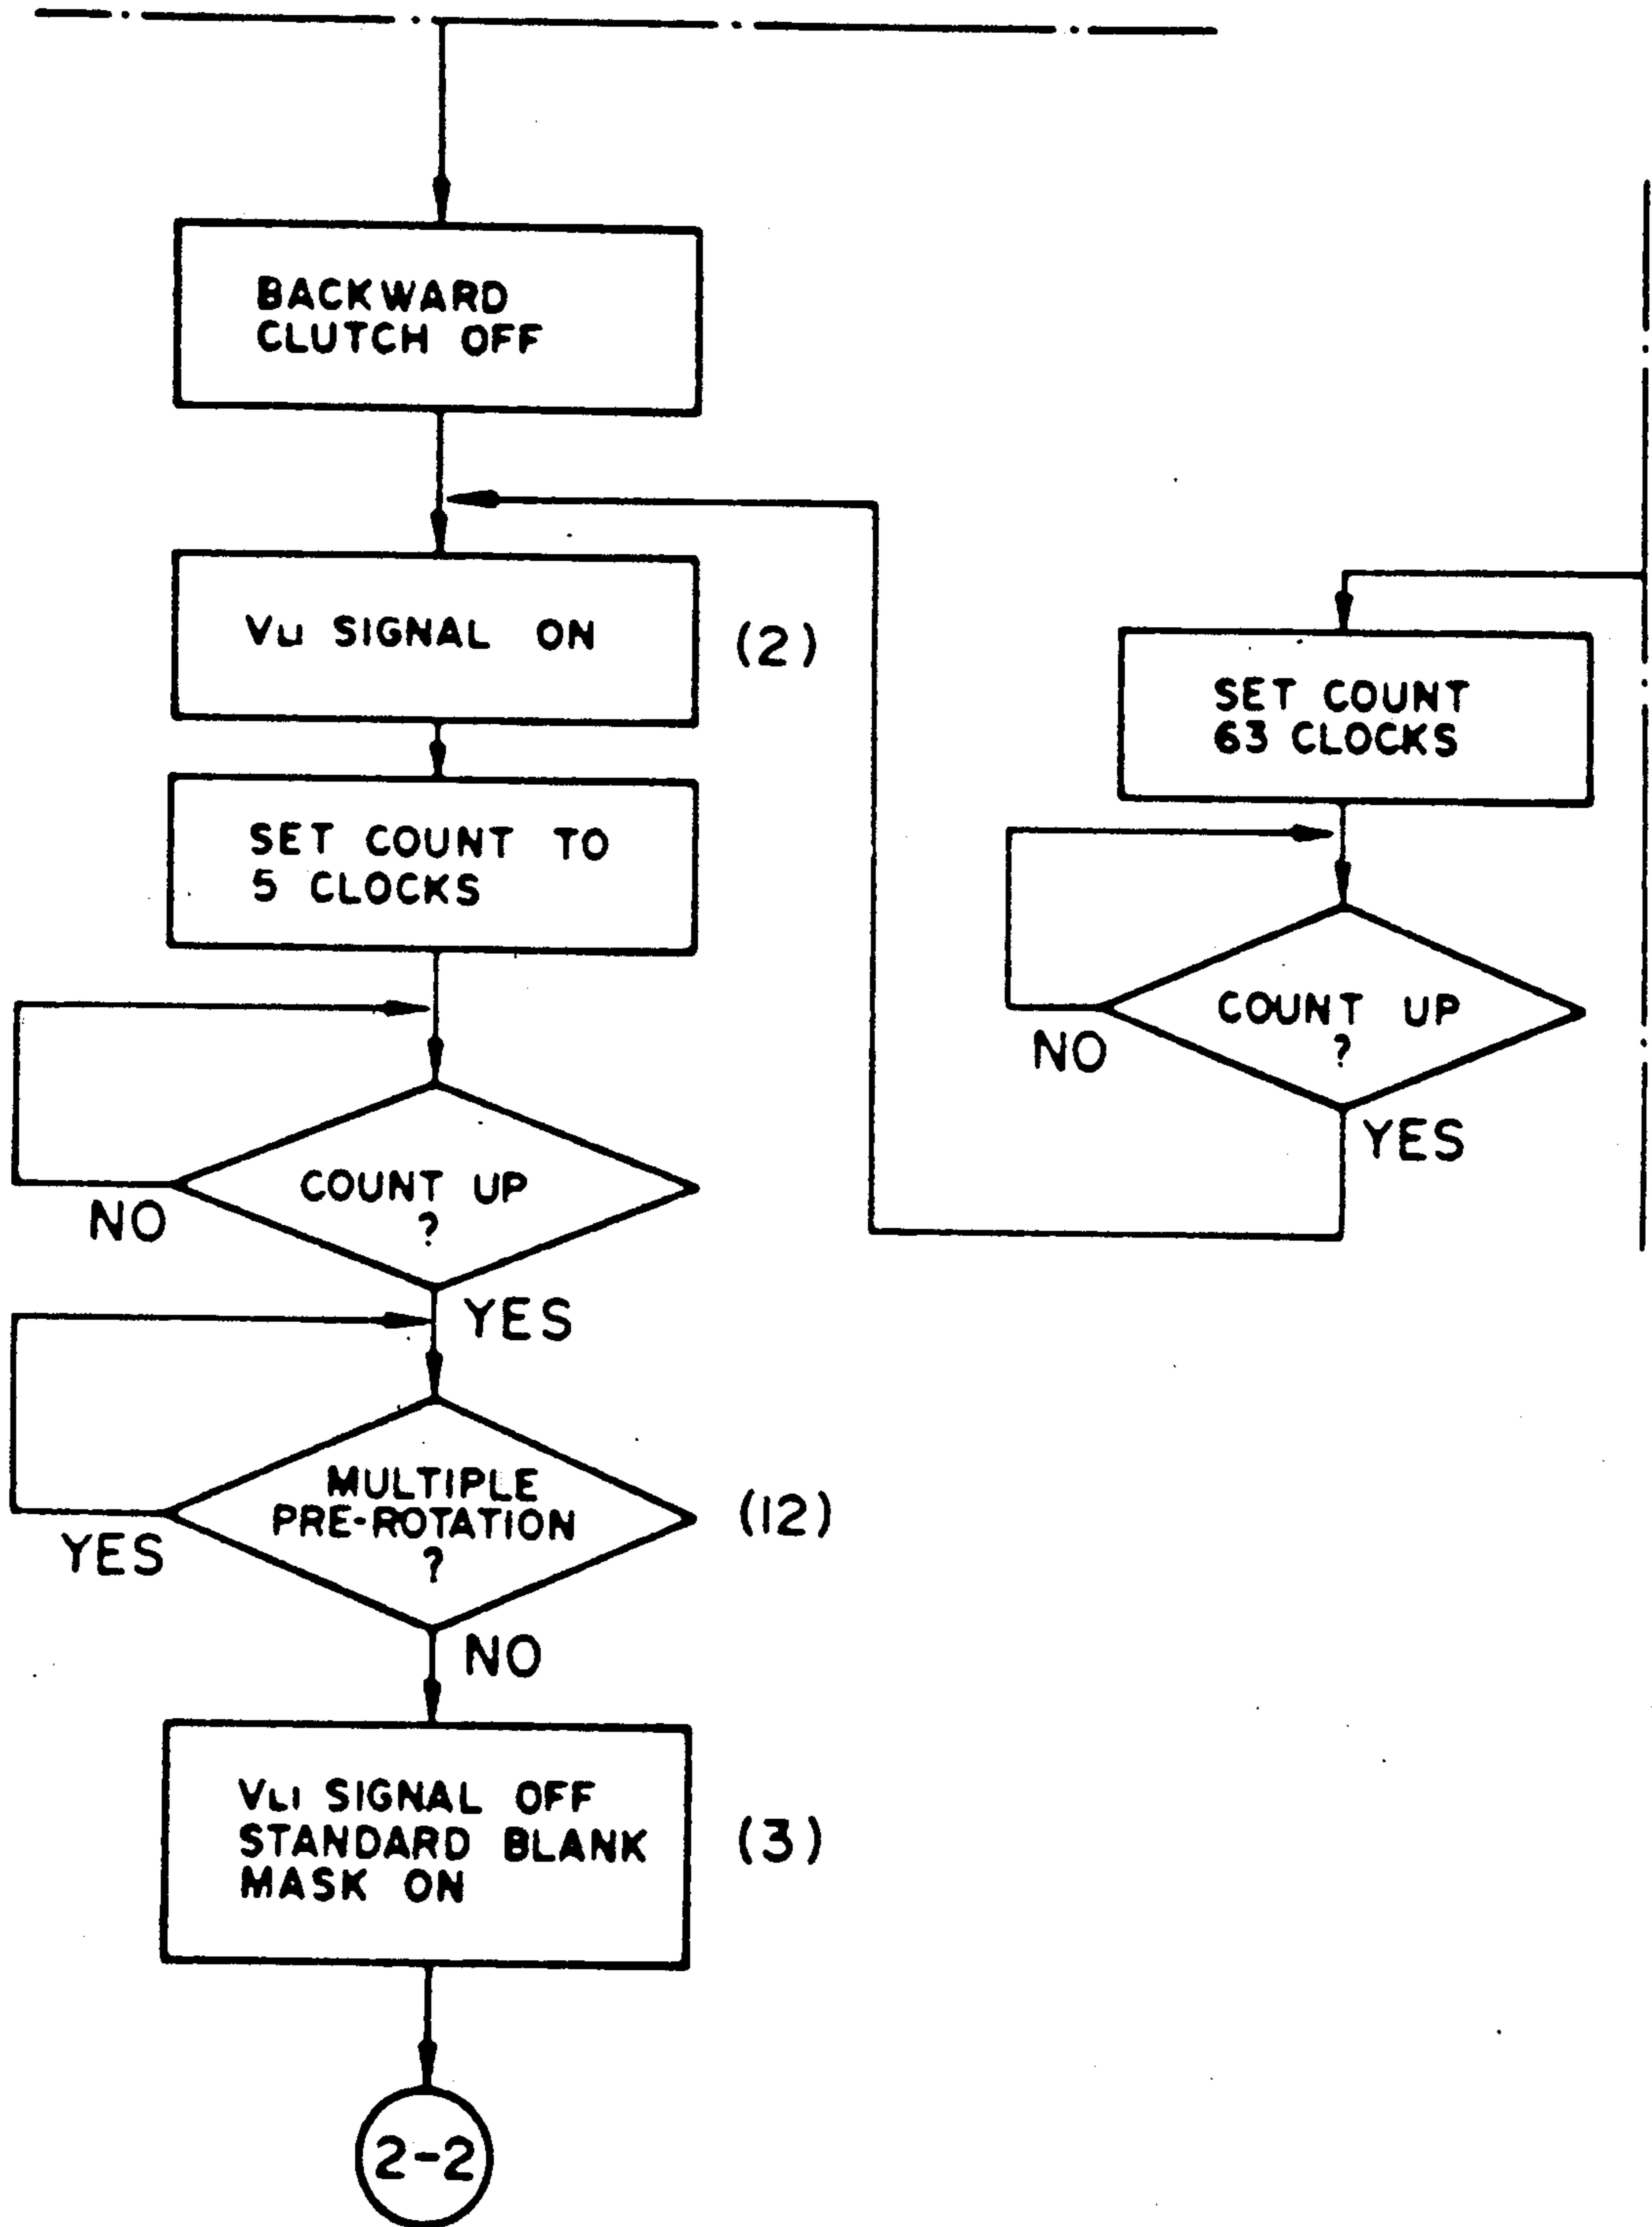 BACKWARD
CLUTCH OFF
VLI SIGNAL ON
(2)
SET COUNT TO
5 CLOCKS
COUNT UP
?
NO
YES
MULTIPLE
PRE-ROTATION
?
(12)
YES
NO
VLI SIGNAL OFF
STANDARD BLANK
MASK ON
(3)
2-2
SET COUNT
63 CLOCKS
COUNT UP
?
NO
YES